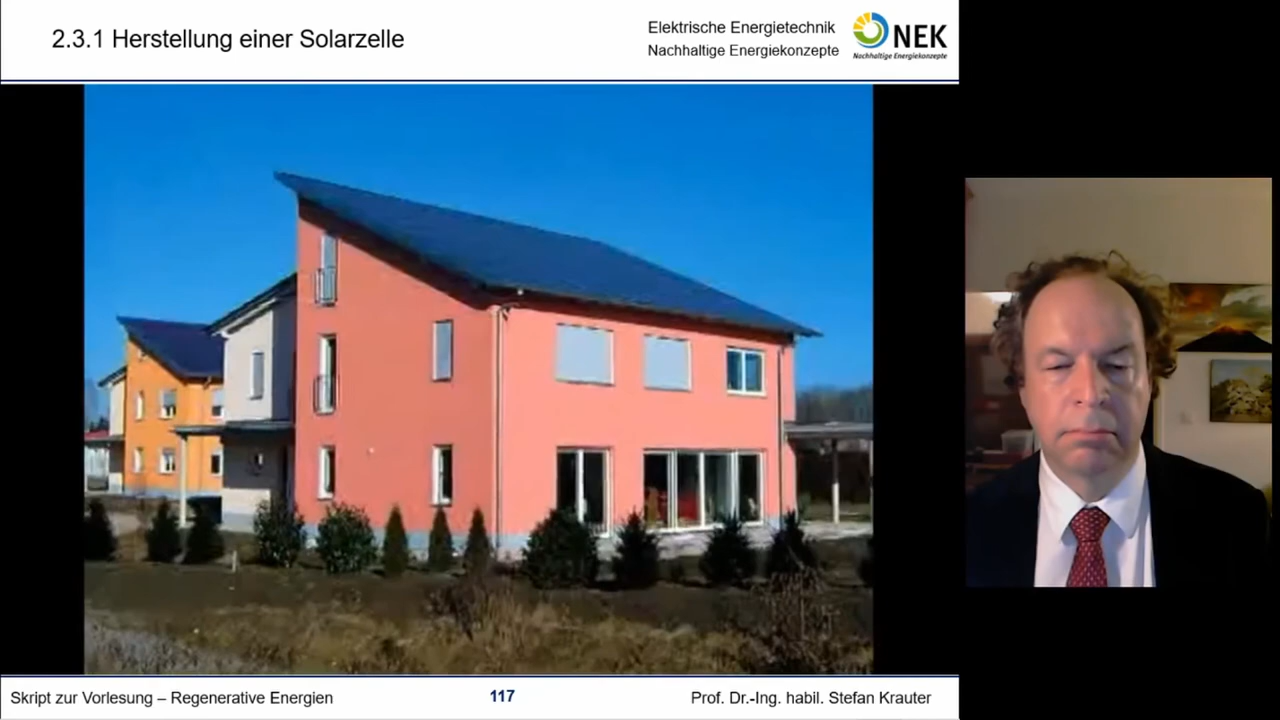 2.3.1 Herstellung einer Solarzelle
Elektrische Energietechnik
Nachhaltige Energiekonzepte
NEK
Nachhaltige Energiekonzepte
Skript zur Vorlesung – Regenerative Energien
117
Prof. Dr.-Ing. habil. Stefan Krauter